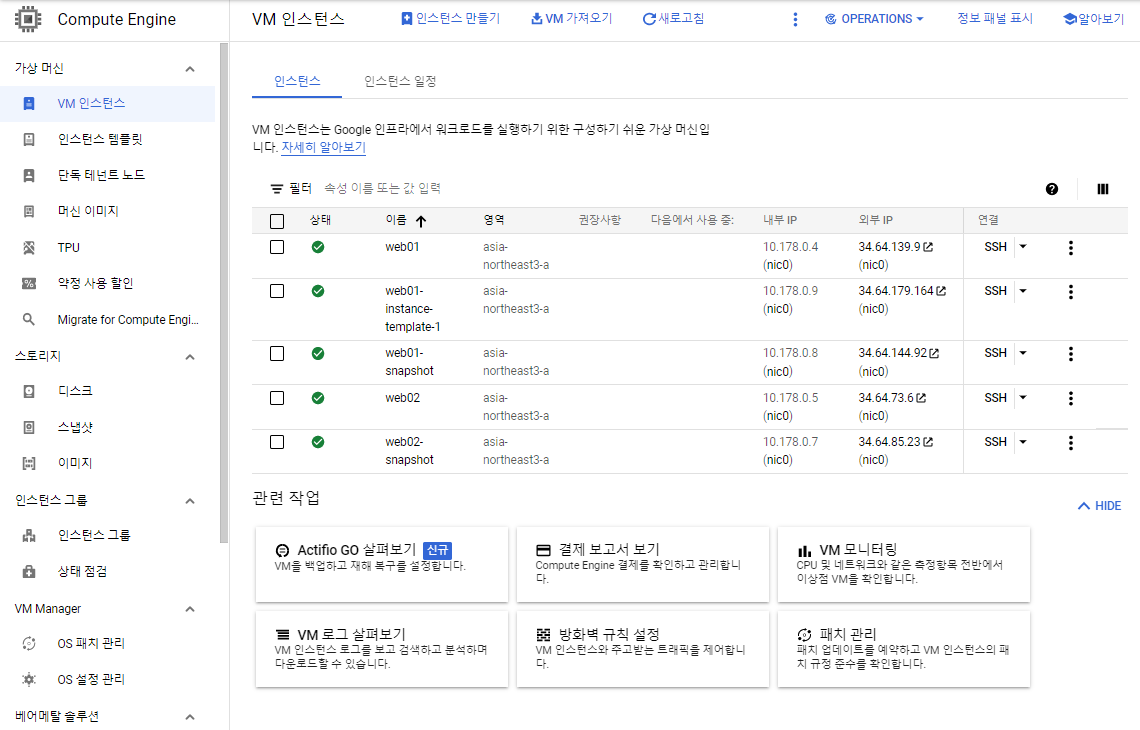 Compute Engine
VM 인스턴스
인스턴스 만들기
VM 가져오기
새로고침
OPERATIONS
정보 패널 표시
알아보기
가상 머신
VM 인스턴스
인스턴스 템플릿
단독 테넌트 노드
머신 이미지
TPU
약정 사용 할인
Migrate for Compute Engi...
스토리지
디스크
스냅샷
이미지
인스턴스 그룹
인스턴스 그룹
상태 점검
VM Manager
OS 패치 관리
OS 설정 관리
베어메탈 솔루션
인스턴스
인스턴스 일정
VM 인스턴스는 Google 인프라에서 워크로드를 실행하기 위한 구성하기 쉬운 가상 머신입
니다. 자세히 알아보기
필터 속성 이름 또는 값 입력
상태 이름 영역 권장사항 다음에서 사용 중: 내부 IP 외부 IP 연결
web01 asia- 10.178.0.4 34.64.139.9 SSH
northeast3-a (nic0) (nic0)
web01- asia- 10.178.0.9 34.64.179.164 SSH
instance- northeast3-a (nic0) (nic0)
template-1
web01- asia- 10.178.0.8 34.64.144.92 SSH
snapshot northeast3-a (nic0) (nic0)
web02 asia- 10.178.0.5 34.64.73.6 SSH
northeast3-a (nic0) (nic0)
web02- asia- 10.178.0.7 34.64.85.23 SSH
snapshot northeast3-a (nic0) (nic0)
관련 작업
HIDE
Actifio GO 살펴보기 신규
VM을 백업하고 재해 복구를 설정합니다.
결제 보고서 보기
Compute Engine 결제를 확인하고 관리합니
다.
VM 모니터링
CPU 및 네트워크와 같은 측정항목 전반에서
이상점 VM을 확인합니다.
VM 로그 살펴보기
VM 인스턴스 로그를 보고 검색하고 분석하며
다운로드할 수 있습니다.
방화벽 규칙 설정
VM 인스턴스와 주고받는 트래픽을 제어합니
다.
패치 관리
패치 업데이트를 예약하고 VM 인스턴스의 패
치 규정 준수를 확인합니다.